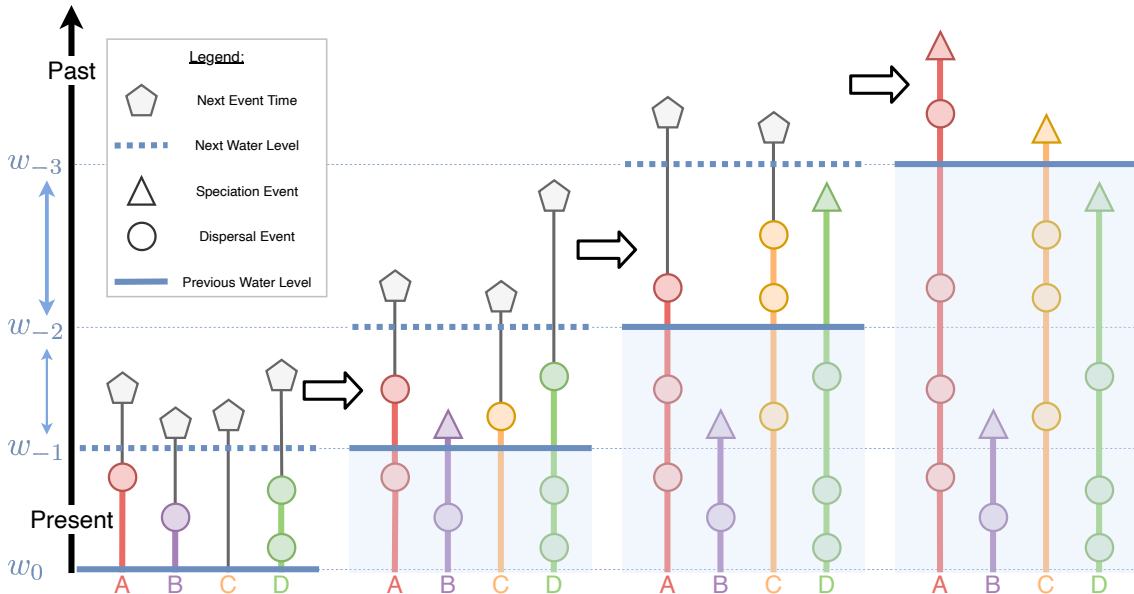 Past
Legend:
Next Event Time
Next Water Level
Speciation Event
Dispersal Event
Previous Water Level
w₋₃
w₋₂
w₋₁
Present
w₀
A B C D A B C D A B C D A B C D